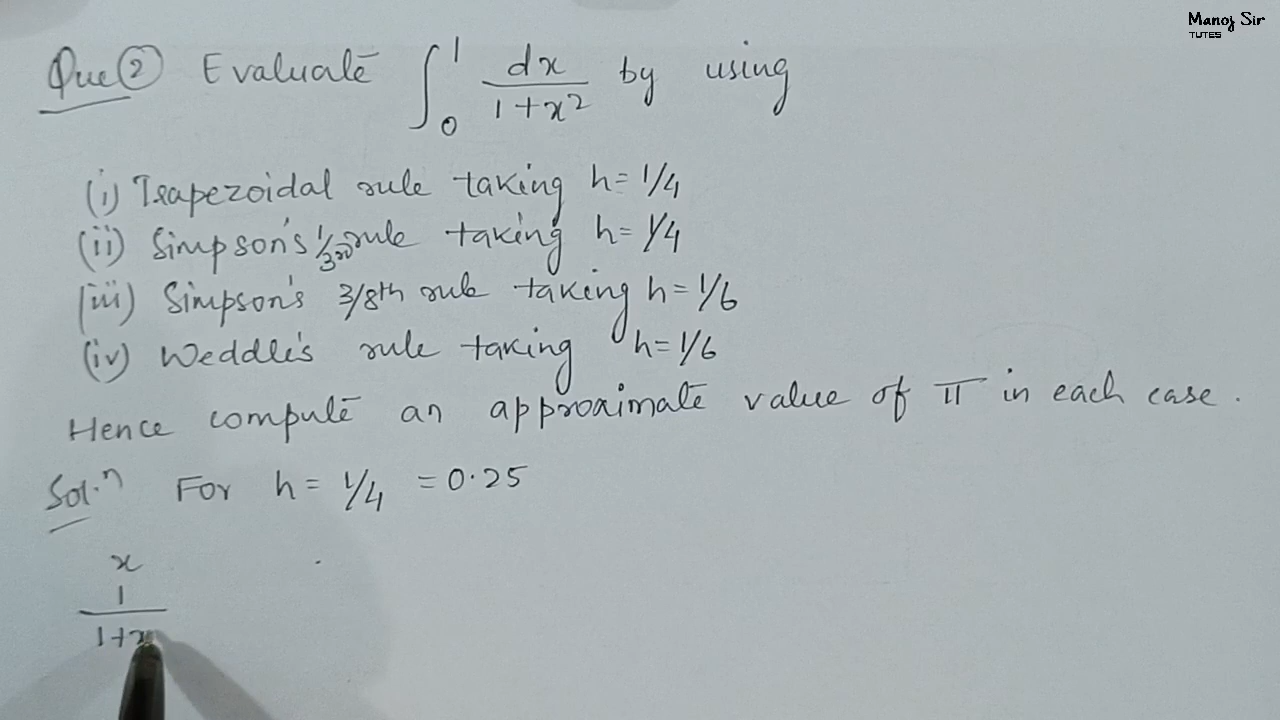 Manoj Sir
TUTES
Que ② Evaluate ∫₀¹ dx/(1+x²) by using
(i) Trapezoidal rule taking h=1/4
(ii) Simpson's 1/3rd rule taking h=1/4
(iii) Simpson's 3/8th rule taking h=1/6
(iv) Weddle's rule taking h=1/6
Hence compute an approximate value of π in each case.
Sol.n For h= 1/4 = 0.25
x
1
1+x